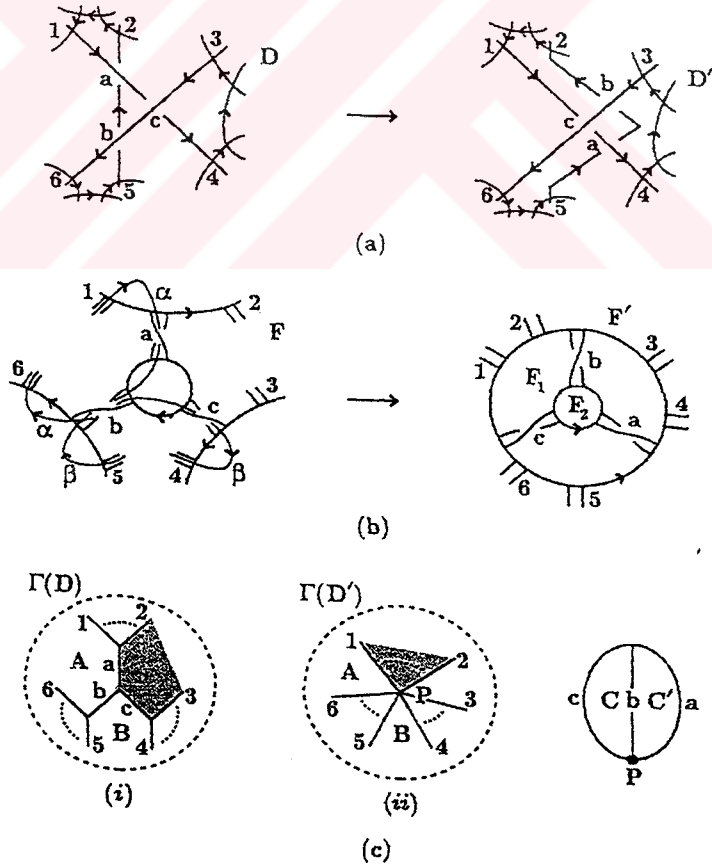 1 2 3 D a b c 6 5 4
1 2 3 D′ b c a 6 5 4
(a)
1 α 2 F a 6 3 c α b β 5 4 β
2 F′ 3 1 F₁ b F₂ 4 c a 6 5
(b)
Γ(D) Γ(D′)
1 2 A a 6 b 3 c B 5 4
1 2 A P 6 3 B 5 4
c C b C′ a
P
(i) (ii)
(c)